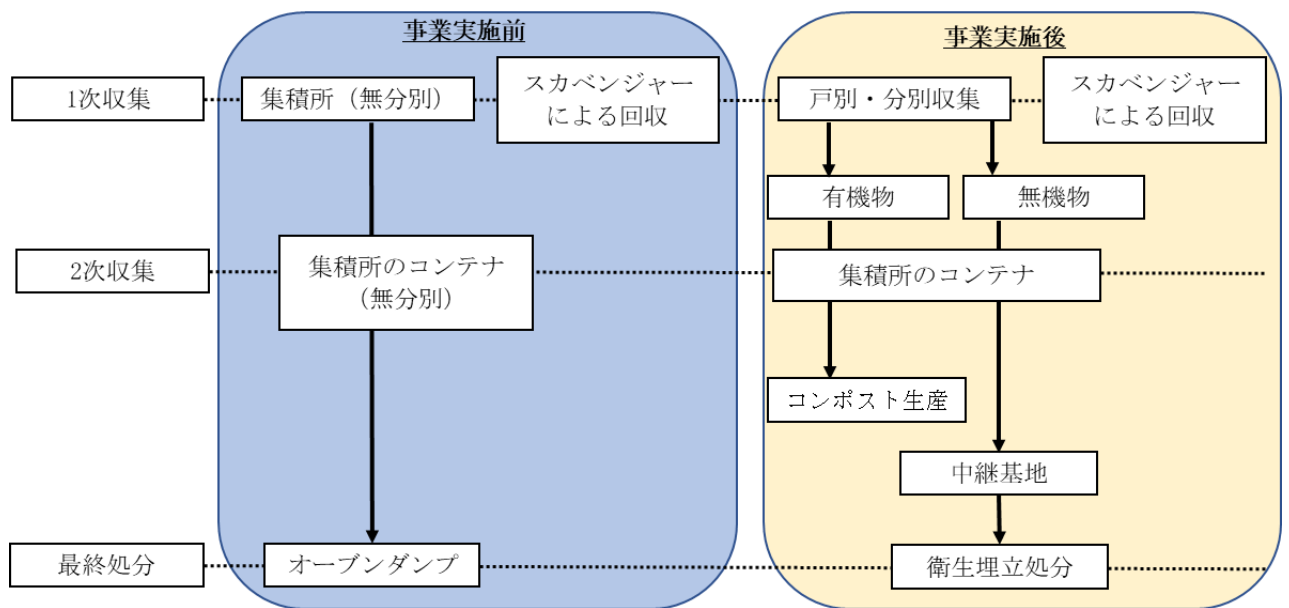 事業実施前
事業実施後
1次収集
集積所（無分別）
スカベンジャー
による回収
戸別・分別収集
スカベンジャー
による回収
有機物
無機物
2次収集
集積所のコンテナ
（無分別）
集積所のコンテナ
コンポスト生産
中継基地
最終処分
オーブンダンプ
衛生埋立処分